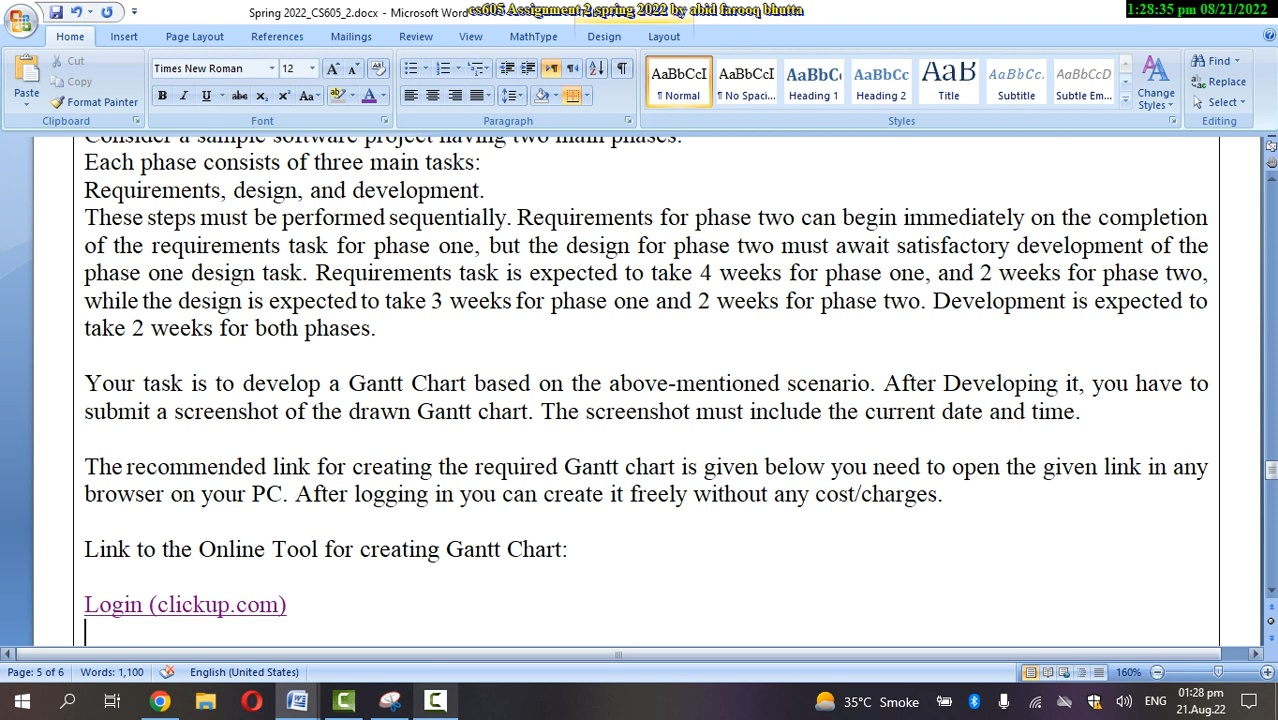 Spring 2022_CS605_2.docx - Microsoft Word
cs605 Assignment 2 spring 2022 by abid farooq bhutta
1:28:35 pm 08/21/2022
Home Insert Page Layout References Mailings Review View MathType Design Layout
Paste
Cut
Copy
Format Painter
Clipboard
Times New Roman 12
Font
Paragraph
AaBbCcI AaBbCcI AaBbC AaBbCc AaB AaBbCcL AaBbCcD
¶ Normal ¶ No Spaci... Heading 1 Heading 2 Title Subtitle Subtle Em...
Change Styles
Styles
Find
Replace
Select
Editing
Consider a sample software project having two main phases.
Each phase consists of three main tasks:
Requirements, design, and development.
These steps must be performed sequentially. Requirements for phase two can begin immediately on the completion
of the requirements task for phase one, but the design for phase two must await satisfactory development of the
phase one design task. Requirements task is expected to take 4 weeks for phase one, and 2 weeks for phase two,
while the design is expected to take 3 weeks for phase one and 2 weeks for phase two. Development is expected to
take 2 weeks for both phases.
Your task is to develop a Gantt Chart based on the above-mentioned scenario. After Developing it, you have to
submit a screenshot of the drawn Gantt chart. The screenshot must include the current date and time.
The recommended link for creating the required Gantt chart is given below you need to open the given link in any
browser on your PC. After logging in you can create it freely without any cost/charges.
Link to the Online Tool for creating Gantt Chart:
Login (clickup.com)
Page: 5 of 6 Words: 1,100 English (United States) 160%
35°C Smoke ENG 01:28 pm
21.Aug.22